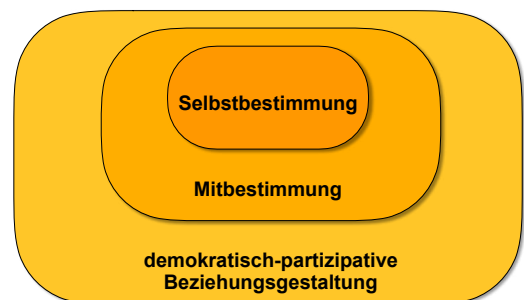 Selbstbestimmung
Mitbestimmung
demokratisch-partizipative
Beziehungsgestaltung